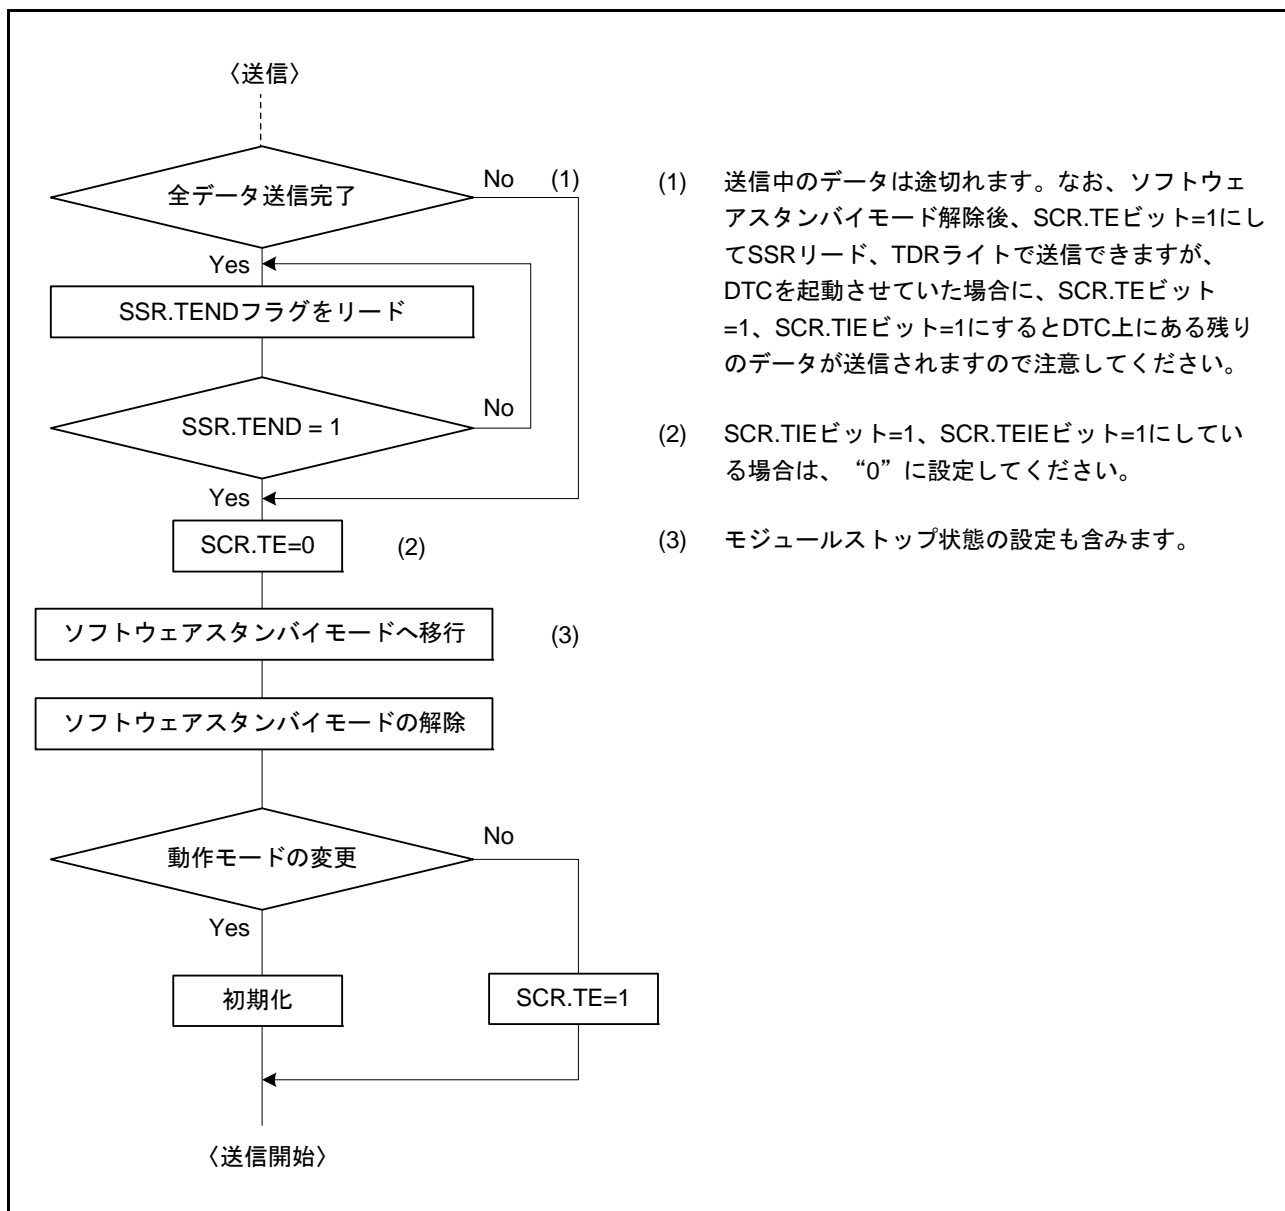 〈送信〉
全データ送信完了
No
(1)
Yes
SSR.TENDフラグをリード
SSR.TEND = 1
No
Yes
SCR.TE=0
(2)
ソフトウェアスタンバイモードへ移行
(3)
ソフトウェアスタンバイモードの解除
動作モードの変更
No
Yes
初期化
SCR.TE=1
〈送信開始〉
(1) 送信中のデータは途切れます。なお、ソフトウェ
アスタンバイモード解除後、SCR.TEビット=1にし
てSSRリード、TDRライトで送信できますが、
DTCを起動させていた場合に、SCR.TEビット
=1、SCR.TIEビット=1にするとDTC上にある残り
のデータが送信されますので注意してください。
(2) SCR.TIEビット=1、SCR.TEIEビット=1にしてい
る場合は、“0”に設定してください。
(3) モジュールストップ状態の設定も含みます。